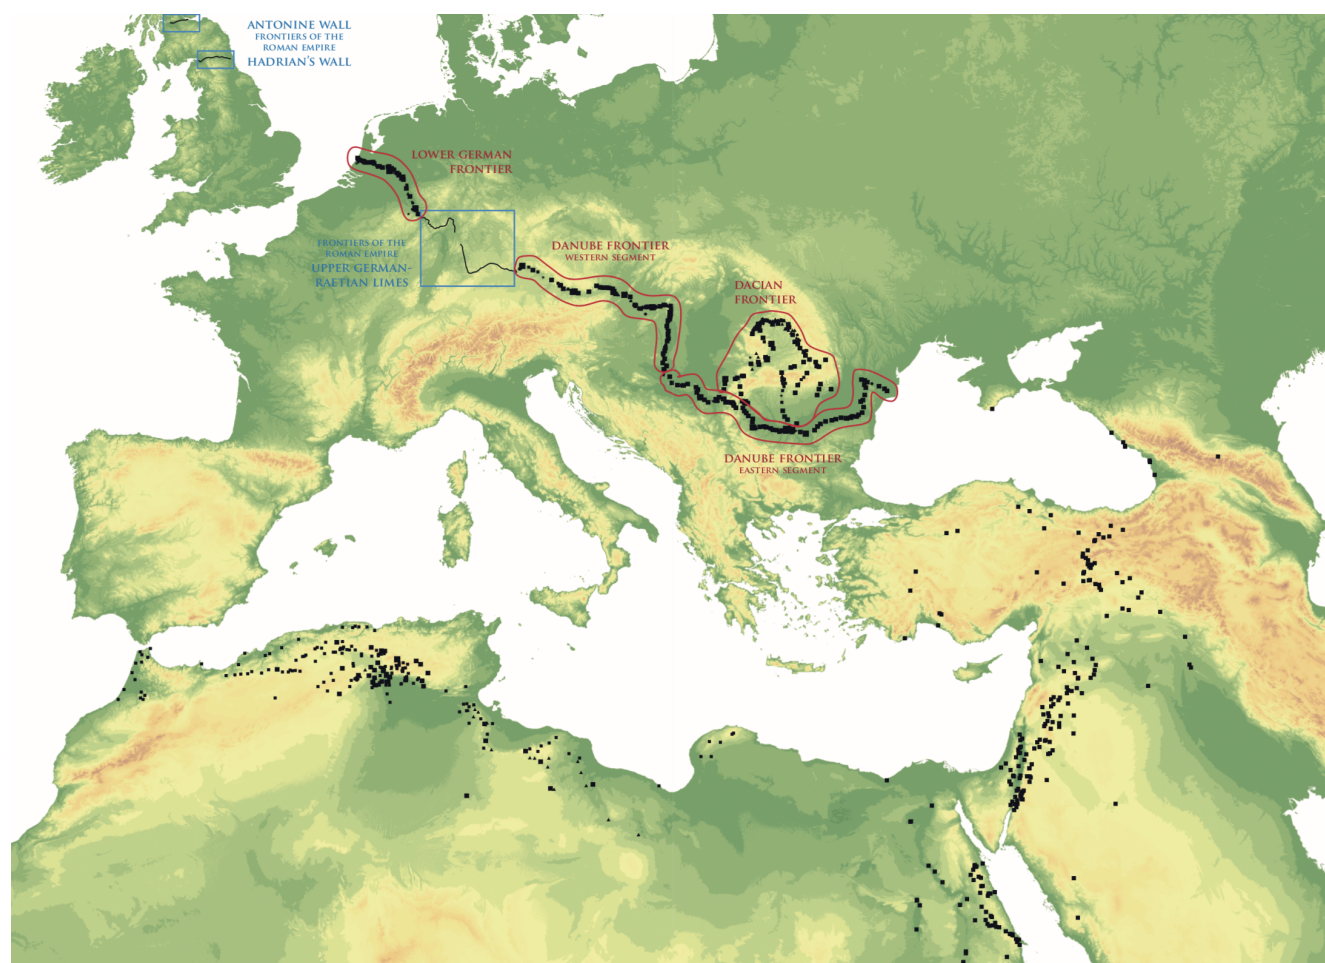 ANTONINE WALL
FRONTIERS OF THE
ROMAN EMPIRE
HADRIAN'S WALL
LOWER GERMAN
FRONTIER
FRONTIERS OF THE
ROMAN EMPIRE
UPPER GERMAN-
RAETIAN LIMES
DANUBE FRONTIER
WESTERN SEGMENT
DACIAN
FRONTIER
DANUBE FRONTIER
EASTERN SEGMENT